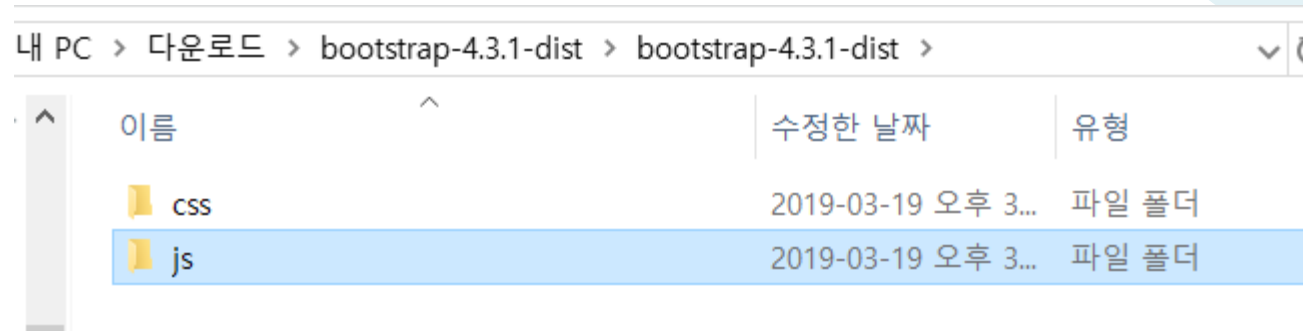 내 PC > 다운로드 > bootstrap-4.3.1-dist > bootstrap-4.3.1-dist >
이름 수정한 날짜 유형
css 2019-03-19 오후 3... 파일 폴더
js 2019-03-19 오후 3... 파일 폴더